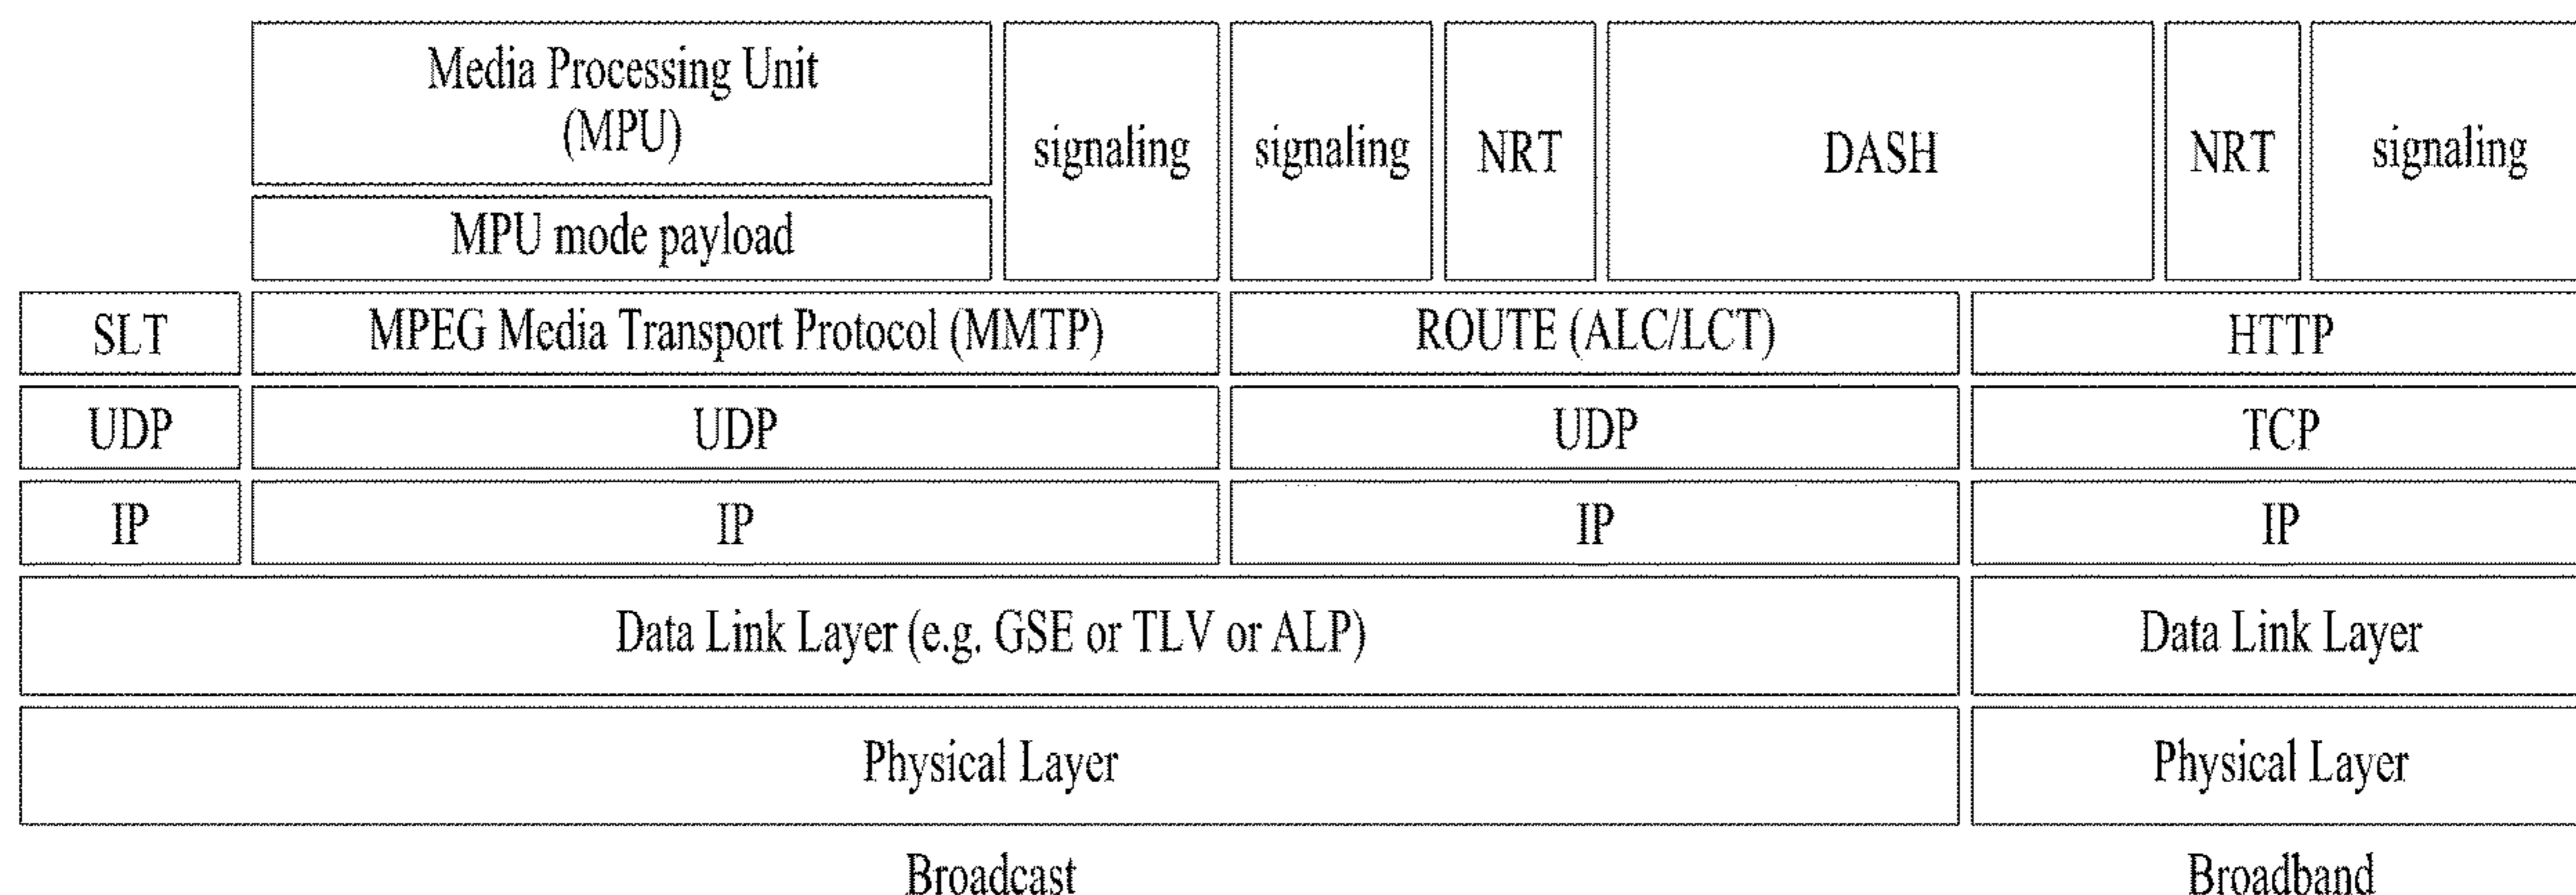 Media Processing Unit
(MPU)
signaling
signaling
NRT
DASH
NRT
signaling
MPU mode payload
SLT
MPEG Media Transport Protocol (MMTP)
ROUTE (ALC/LCT)
HTTP
UDP
UDP
UDP
TCP
IP
IP
IP
IP
Data Link Layer (e.g. GSE or TLV or ALP)
Data Link Layer
Physical Layer
Physical Layer
Broadcast
Broadband